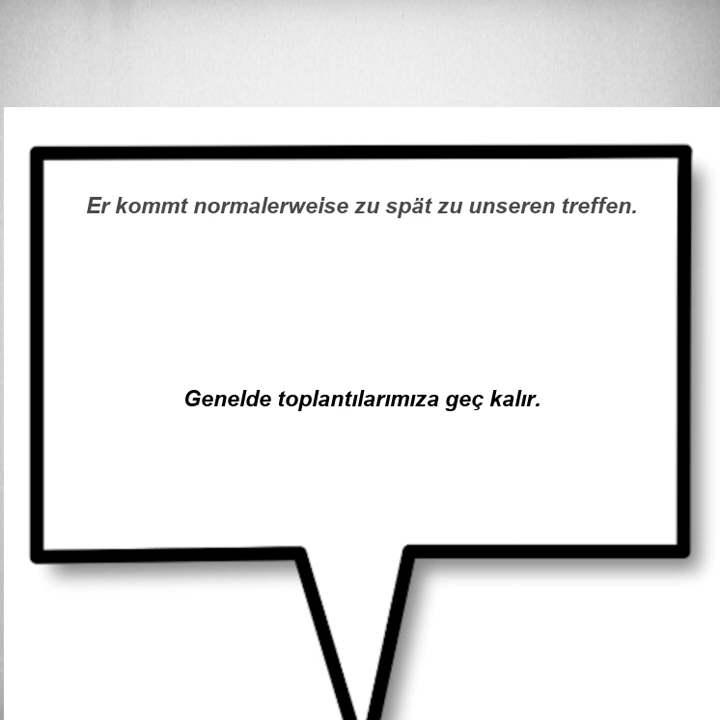 Er kommt normalerweise zu spät zu unseren treffen.
Genelde toplantılarımıza geç kalır.